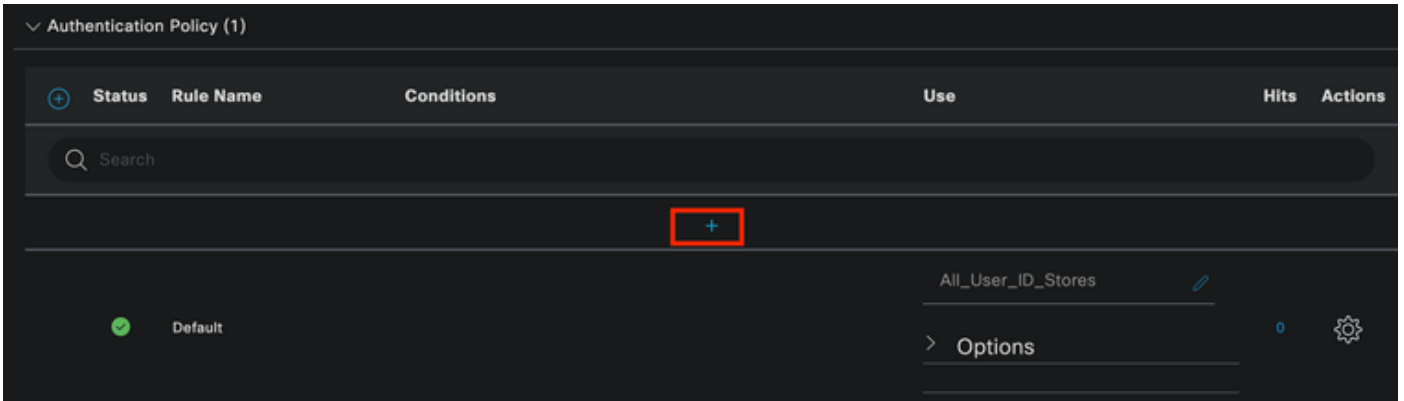 Authentication Policy (1)
Status Rule Name Conditions Use Hits Actions
Search
+
All_User_ID_Stores
Default
0
Options